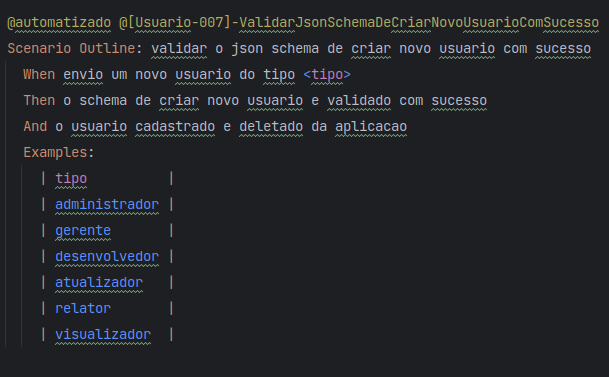 @automatizado @[Usuario-007]-ValidarJsonSchemaDeCriarNovoUsuarioComSucesso
Scenario Outline: validar o json schema de criar novo usuario com sucesso
When envio um novo usuario do tipo <tipo>
Then o schema de criar novo usuario e validado com sucesso
And o usuario cadastrado e deletado da aplicacao
Examples:
| tipo |
| administrador |
| gerente |
| desenvolvedor |
| atualizador |
| relator |
| visualizador |